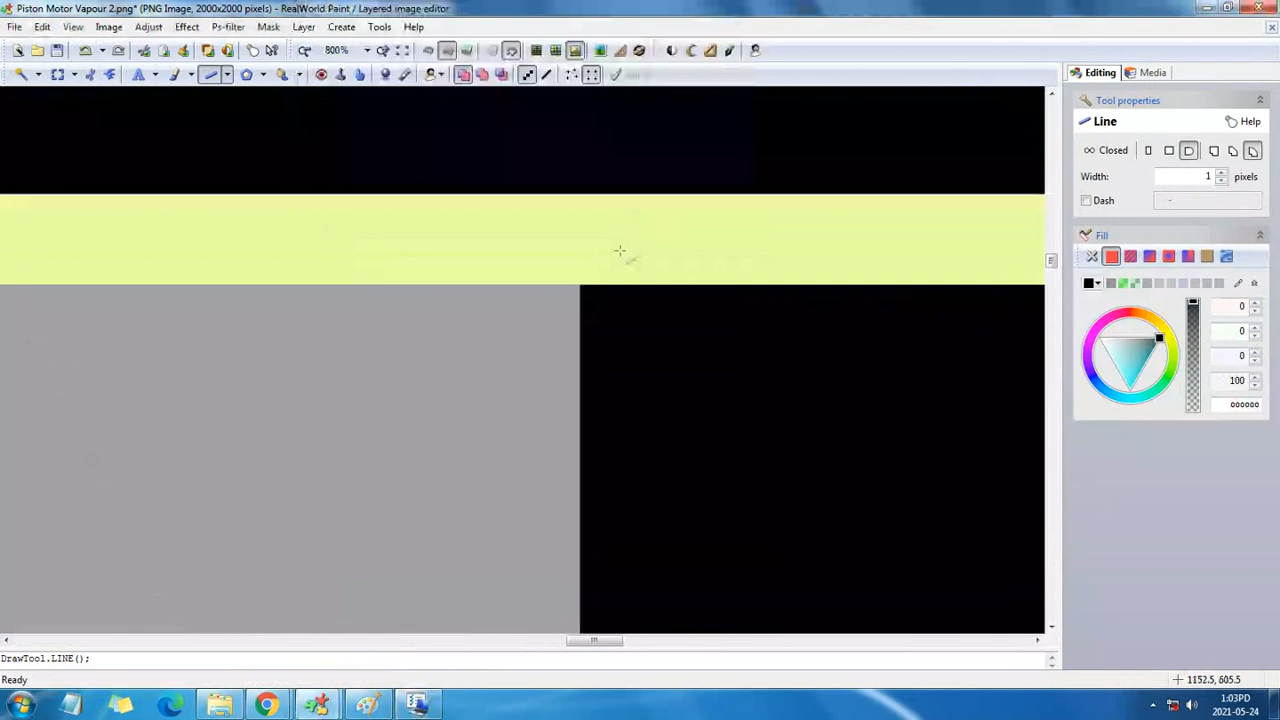 Piston Motor Vapour 2.png* (PNG Image, 2000x2000 pixels) - RealWorld Paint / Layered image editor
File Edit View Image Adjust Effect Ps-filter Mask Layer Create Tools Help
800%
Editing Media
Tool properties
Line Help
Closed
Width: 1 pixels
Dash -
Fill
0
0
0
100
000000
DrawTool.LINE();
Ready 1152.5, 605.5
1:03PD
2021-05-24